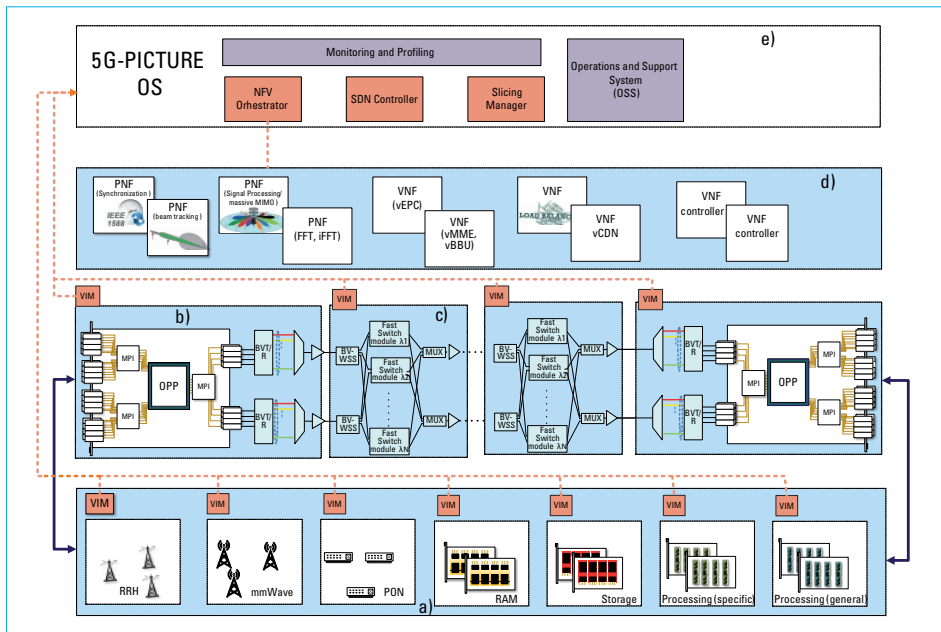 e)
Monitoring and Profiling
5G-PICTURE
OS
Operations and Support
System
(OSS)
NFV
Orhestrator
SDN Controller
Slicing
Manager
d)
PNF
(Synchronization)
IEEE
1588
PNF
(beam tracking)
PNF
(Signal Processing/
massive MIMO)
PNF
(FFT, iFFT)
VNF
(vEPC)
VNF
(vMME,
vBBU)
VNF
LOAD BALANC
VNF
vCDN
VNF
controller
VNF
controller
VIM
VIM
VIM
VIM
b)
MPI
MPI
OPP
MPI
BVT/
R
BVT/
R
c)
BV-
WSS
BV-
WSS
Fast
Switch
module λ1
Fast
Switch
module λ2
Fast
Switch
module λN
MUX
MUX
BV-
WSS
BV-
WSS
Fast
Switch
module λ1
Fast
Switch
module λ2
Fast
Switch
module λN
MUX
MUX
BVT/
R
BVT/
R
MPI
OPP
MPI
MPI
VIM
VIM
VIM
VIM
VIM
VIM
VIM
RRH
mmWave
PON
RAM
Storage
Processing (specific)
Processing (general)
a)